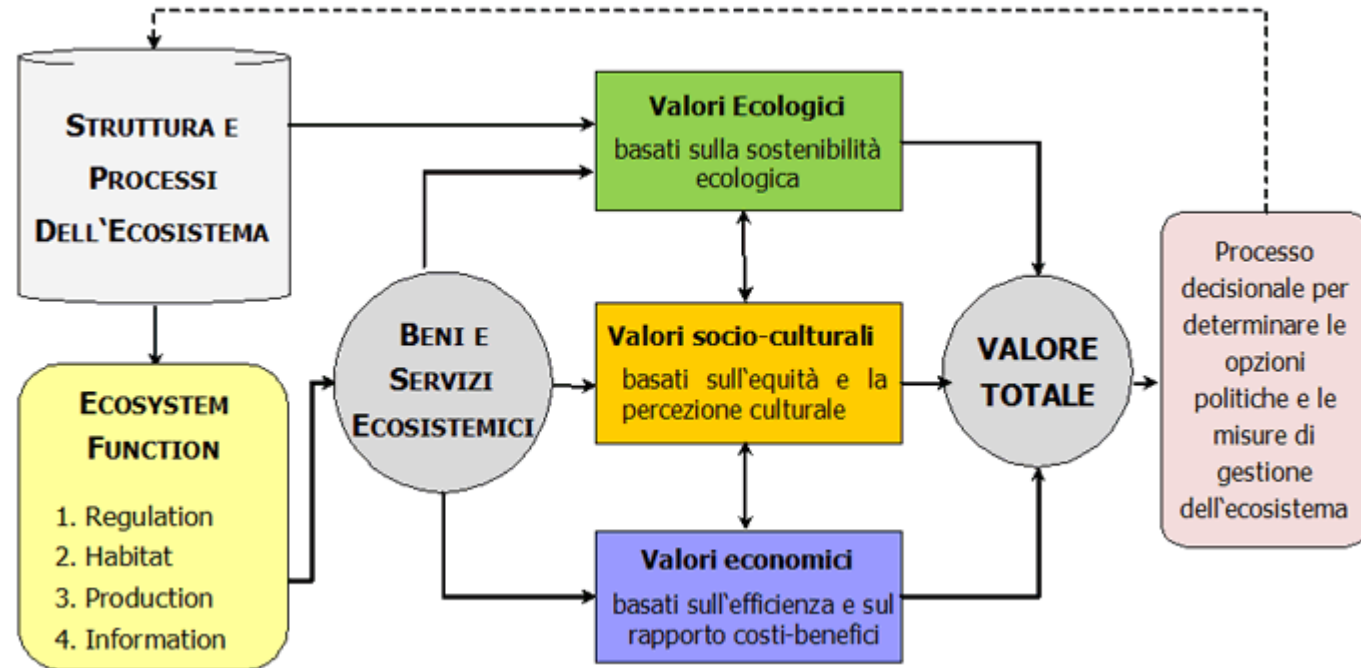 STRUTTURA E
PROCESSI
DELL‛ECOSISTEMA
ECOSYSTEM
FUNCTION
1. Regulation
2. Habitat
3. Production
4. Information
BENI E
SERVIZI
ECOSISTEMICI
Valori Ecologici
basati sulla sostenibilità
ecologica
Valori socio-culturali
basati sull‛equità e la
percezione culturale
Valori economici
basati sull‛efficienza e sul
rapporto costi-benefici
VALORE
TOTALE
Processo
decisionale per
determinare le
opzioni
politiche e le
misure di
gestione
dell‛ecosistema